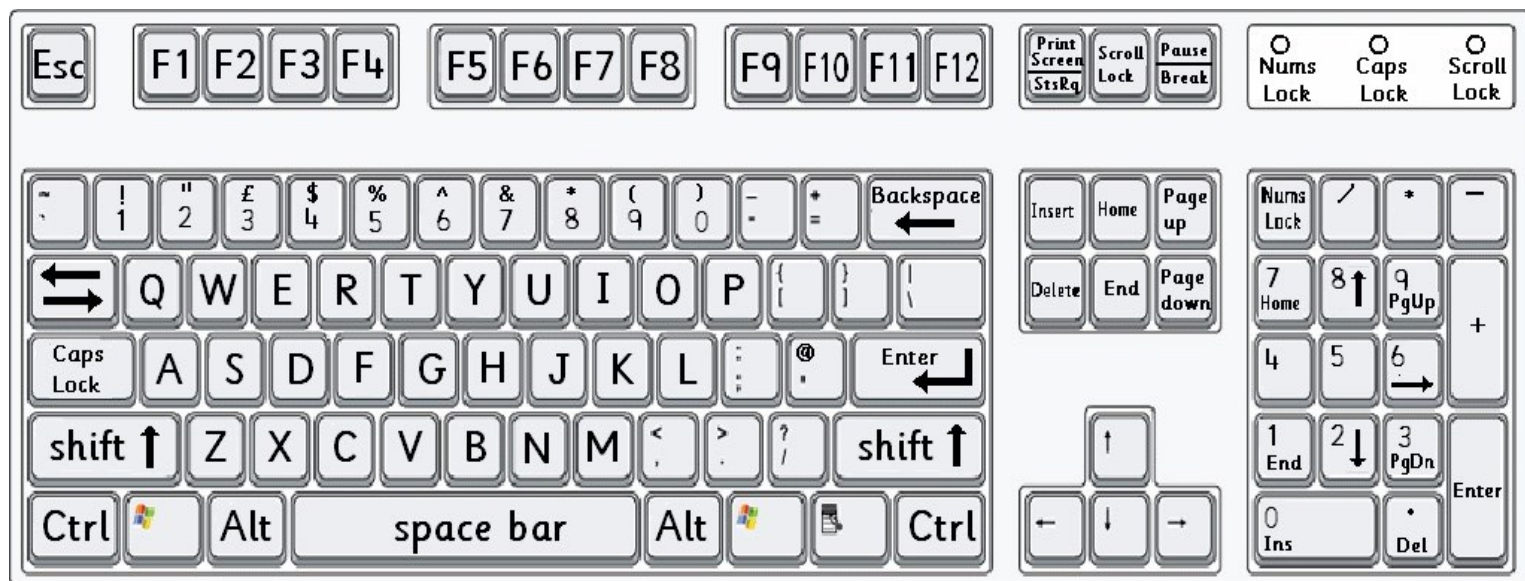 Esc F1 F2 F3 F4 F5 F6 F7 F8 F9 F10 F11 F12
Print
Screen
StsRq
Scroll
Lock
Pause
Break
Nums
Lock
Caps
Lock
Scroll
Lock
~ ! " £ $ % ^ & * ( ) – +
` 1 2 3 4 5 6 7 8 9 0 - =
Backspace
Insert Home Page
up
Nums
Lock
/ * –
Q W E R T Y U I O P { } |
[ ] \
Delete End Page
down
7
Home
8
9
PgUp
+
Caps
Lock
A S D F G H J K L : @
; '
Enter
4 5 6
shift Z X C V B N M < > ?
, . /
shift
1
End
2
3
PgDn
Enter
Ctrl Alt space bar Alt Ctrl
0
Ins
.
Del